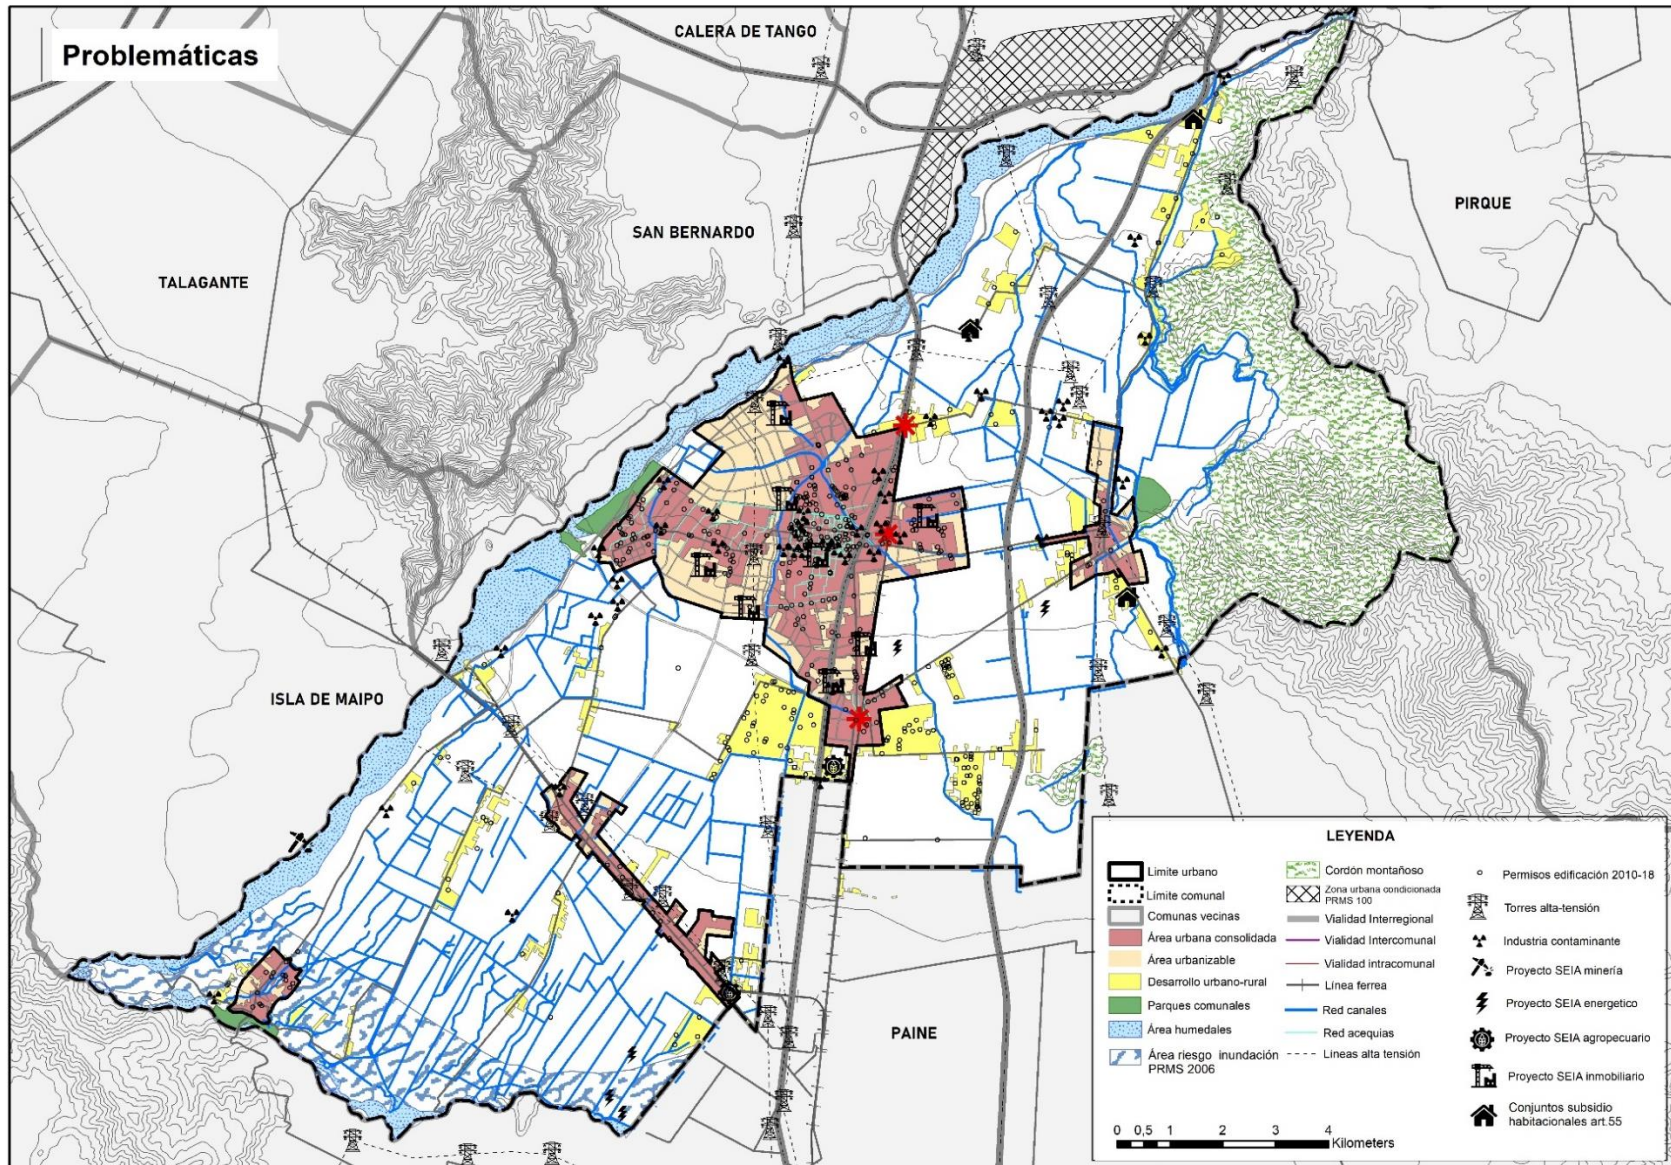 Problemáticas
CALERA DE TANGO
SAN BERNARDO
PIRQUE
TALAGANTE
ISLA DE MAIPO
PAINE
LEYENDA
Limite urbano
Límite comunal
Comunas vecinas
Área urbana consolidada
Área urbanizable
Desarrollo urbano-rural
Parques comunales
Área humedales
Área riesgo inundación
PRMS 2006
Cordón montañoso
Zona urbana condicionada
PRMS 100
Vialidad Interregional
Vialidad Intercomunal
Vialidad intracomunal
Línea ferrea
Red canales
Red acequias
Líneas alta tensión
Permisos edificación 2010-18
Torres alta-tensión
Industria contaminante
Proyecto SEIA minería
Proyecto SEIA energetico
Proyecto SEIA agropecuario
Proyecto SEIA inmobiliario
Conjuntos subsidio
habitacionales art.55
0 0,5 1 2 3 4
Kilometers